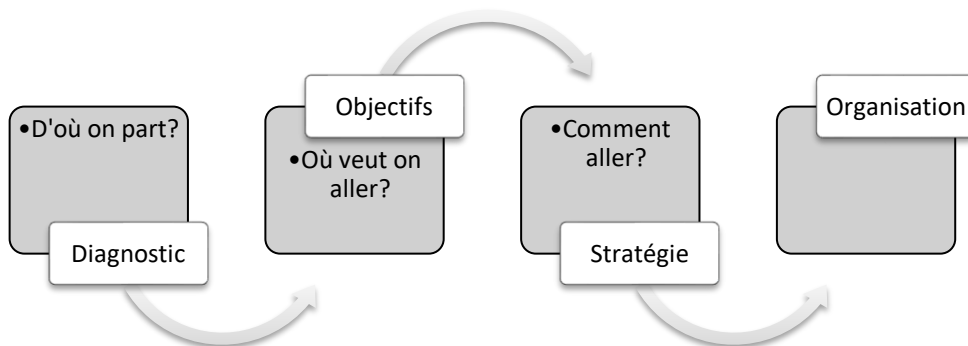 •D'où on part?
Diagnostic
Objectifs
•Où veut on
aller?
•Comment
aller?
Stratégie
Organisation